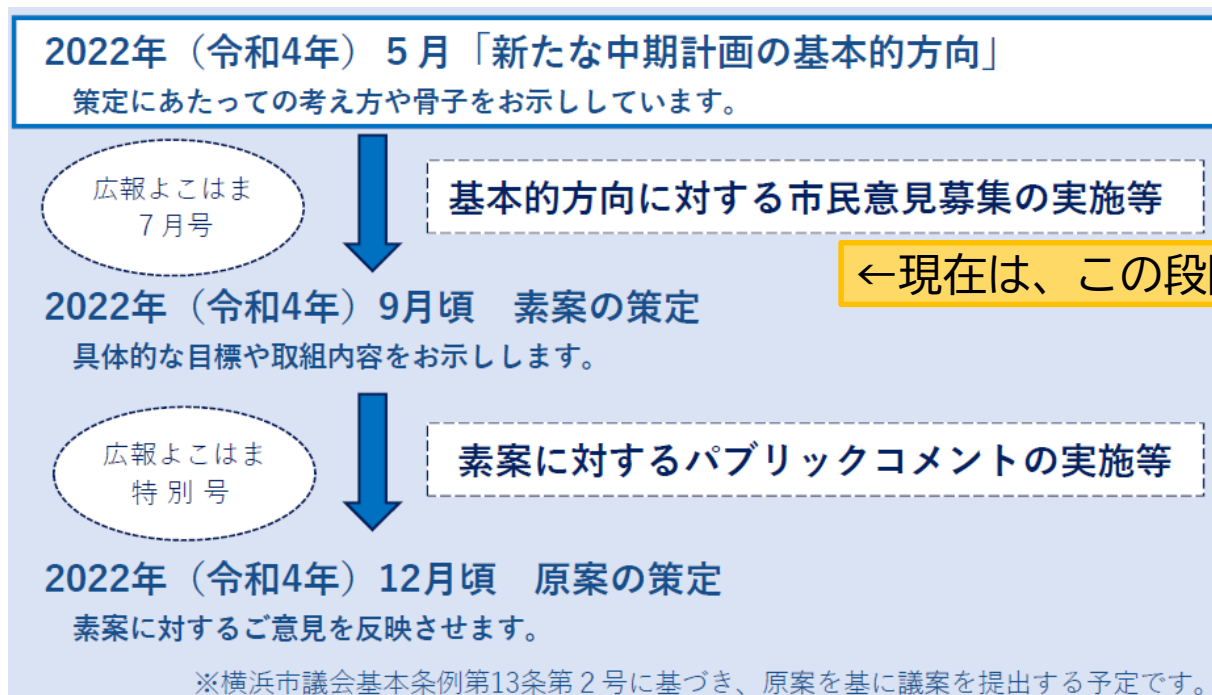 2022年（令和4年）５月「新たな中期計画の基本的方向」
策定にあたっての考え方や骨子をお示ししています。
広報よこはま
７月号
基本的方向に対する市民意見募集の実施等
←現在は、この段
2022年（令和4年）9月頃　素案の策定
具体的な目標や取組内容をお示しします。
広報よこはま
特 別 号
素案に対するパブリックコメントの実施等
2022年（令和4年）12月頃　原案の策定
素案に対するご意見を反映させます。
※横浜市議会基本条例第13条第２号に基づき、原案を基に議案を提出する予定です。